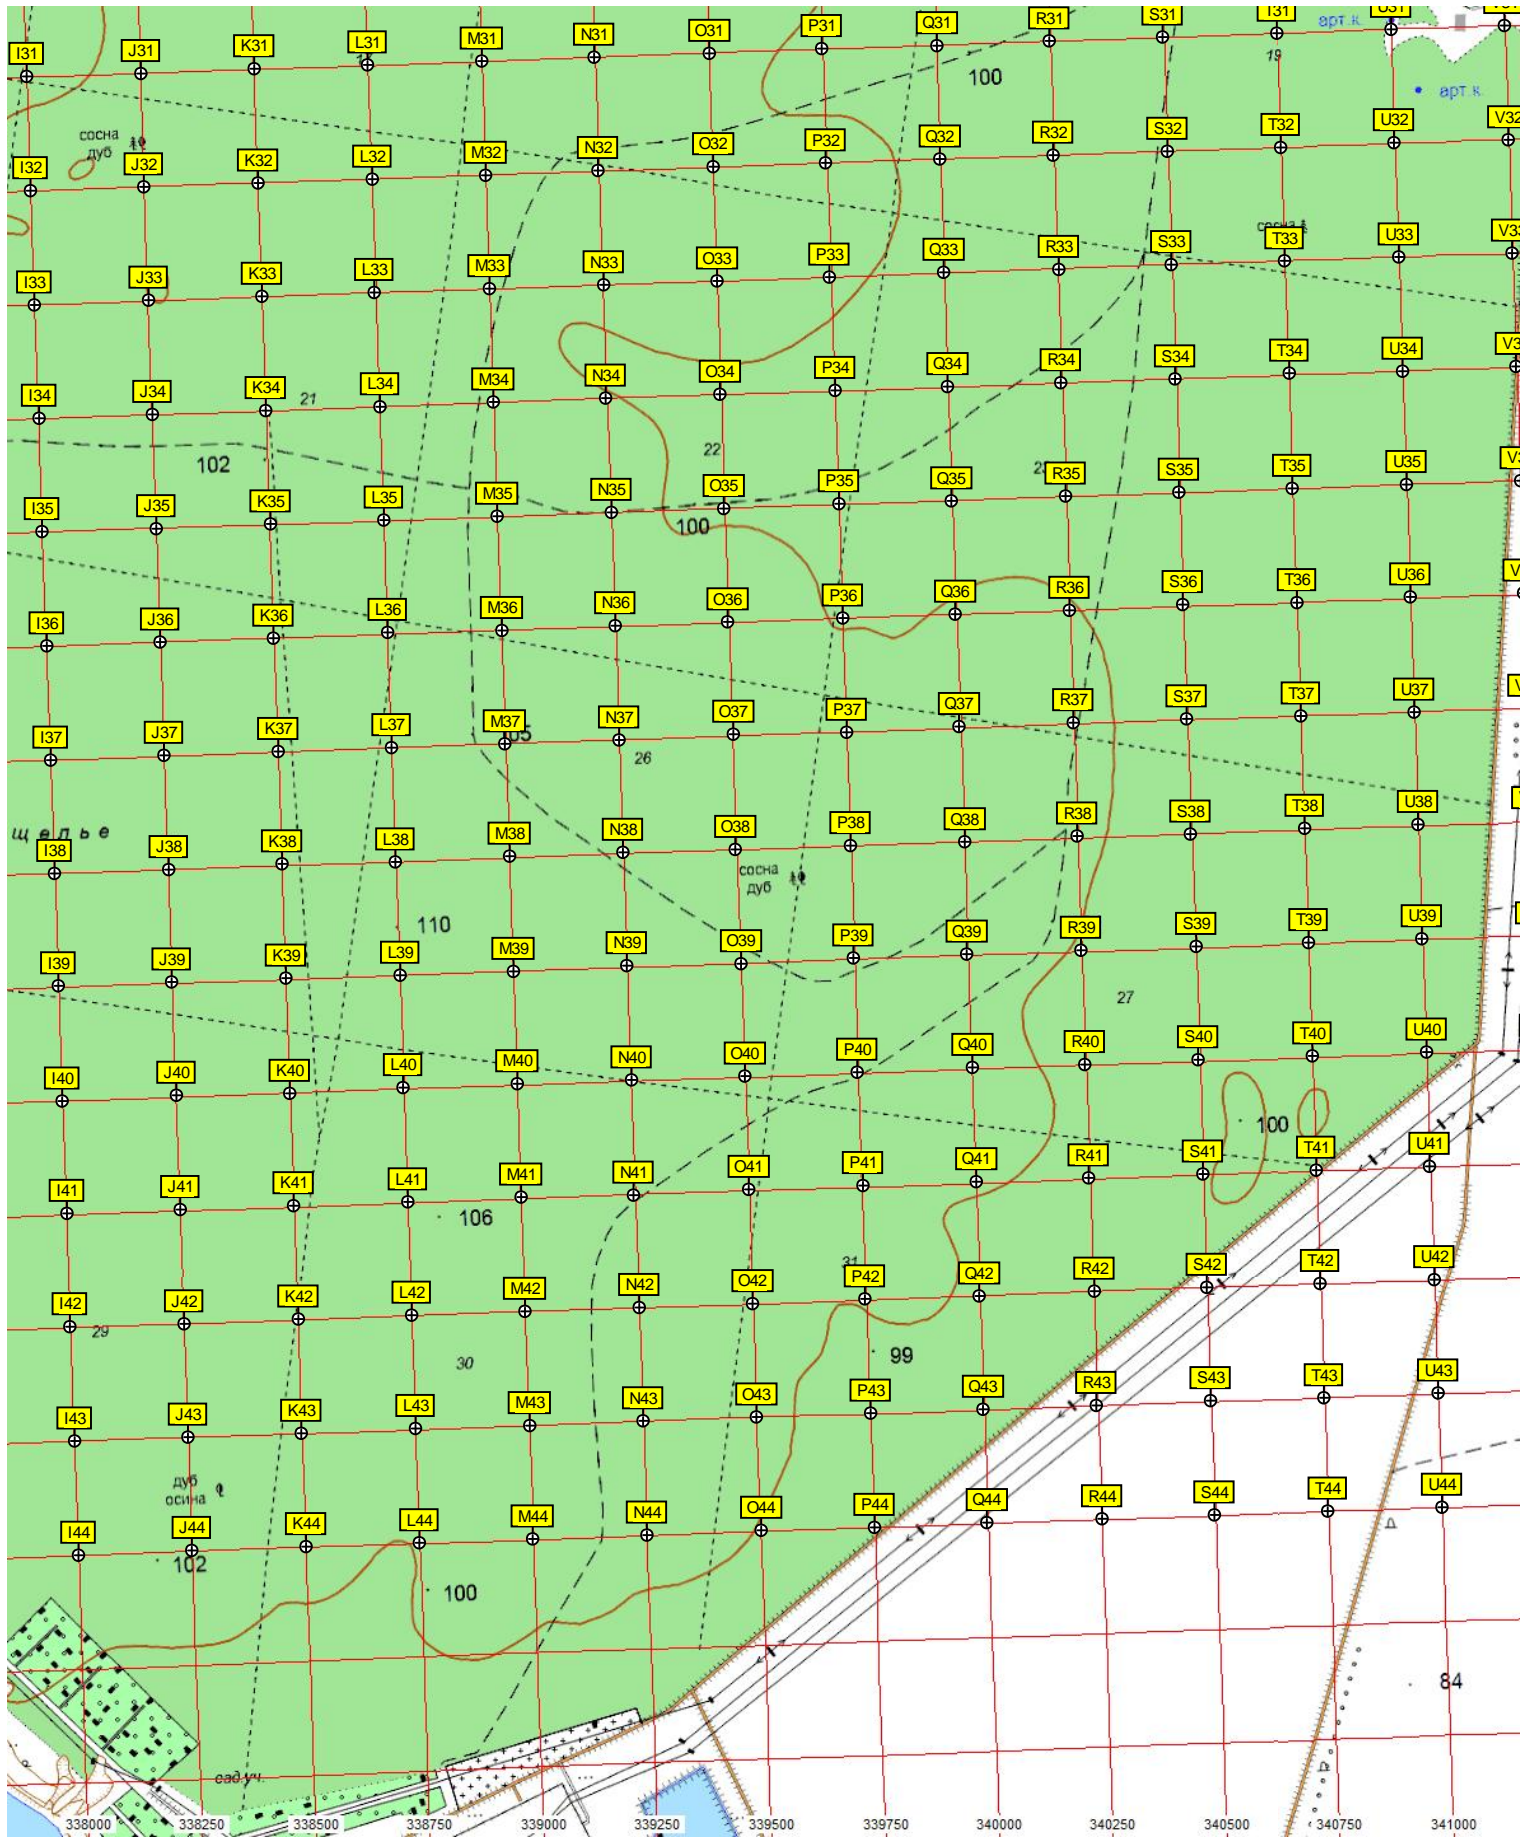 I31 J31 K31 L31 M31 N31 O31 P31 Q31 R31 S31 T31 U31
арт.к.
19
100
арт.к.
сосна
дуб
I32 J32 K32 L32 M32 N32 O32 P32 Q32 R32 S32 T32 U32 V32
сосна
I33 J33 K33 L33 M33 N33 O33 P33 Q33 R33 S33 T33 U33 V33
I34 J34 K34 L34 M34 N34 O34 P34 Q34 R34 S34 T34 U34
21
22
102
I35 J35 K35 L35 M35 N35 O35 P35 Q35 R35 S35 T35 U35
100
I36 J36 K36 L36 M36 N36 O36 P36 Q36 R36 S36 T36 U36
I37 J37 K37 L37 M37 N37 O37 P37 Q37 R37 S37 T37 U37
26
щелье
I38 J38 K38 L38 M38 N38 O38 P38 Q38 R38 S38 T38 U38
сосна
дуб
110
I39 J39 K39 L39 M39 N39 O39 P39 Q39 R39 S39 T39 U39
27
I40 J40 K40 L40 M40 N40 O40 P40 Q40 R40 S40 T40 U40
100
I41 J41 K41 L41 M41 N41 O41 P41 Q41 R41 S41 T41 U41
106
31
I42 J42 K42 L42 M42 N42 O42 P42 Q42 R42 S42 T42 U42
29
30
99
I43 J43 K43 L43 M43 N43 O43 P43 Q43 R43 S43 T43 U43
дуб
осина
I44 J44 K44 L44 M44 N44 O44 P44 Q44 R44 S44 T44 U44
102
100
84
сад.уч.
338000 338250 338500 338750 339000 339250 339500 339750 340000 340250 340500 340750 341000